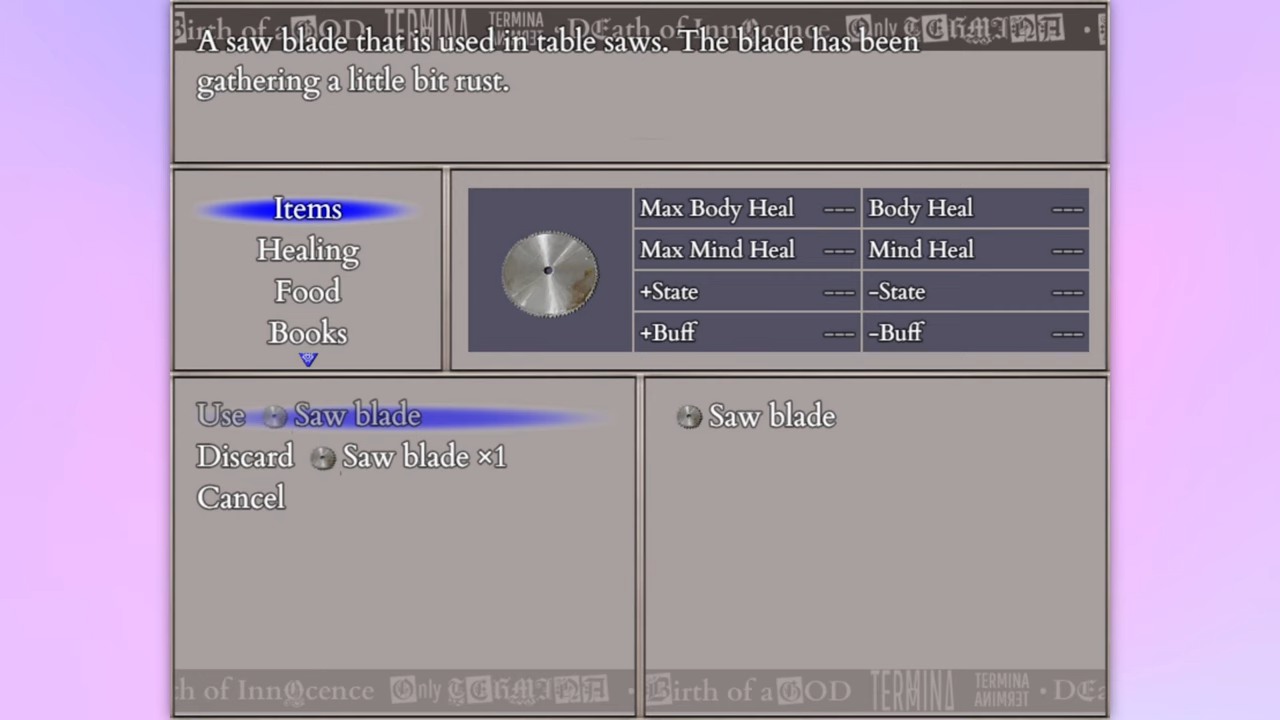 Birth of a GOD TERMINA TERMINA TERMINA · DEath of InnOcence Only TERMINA ·
A saw blade that is used in table saws. The blade has been
gathering a little bit rust.
Items
Healing
Food
Books
Max Body Heal --- Body Heal ---
Max Mind Heal --- Mind Heal ---
+State --- -State ---
+Buff --- -Buff ---
Use Saw blade
Discard Saw blade ×1
Cancel
Saw blade
th of InnOcence Only TERMINA · Birth of a GOD TERMINA TERMINA TERMINA · DEa